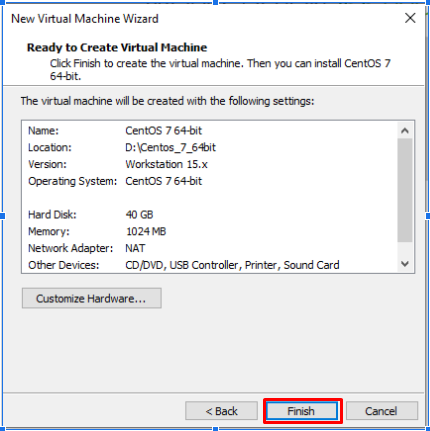 New Virtual Machine Wizard
Ready to Create Virtual Machine
Click Finish to create the virtual machine. Then you can install CentOS 7
64-bit.
The virtual machine will be created with the following settings:
Name: CentOS 7 64-bit
Location: D:\Centos_7_64bit
Version: Workstation 15.x
Operating System: CentOS 7 64-bit
Hard Disk: 40 GB
Memory: 1024 MB
Network Adapter: NAT
Other Devices: CD/DVD, USB Controller, Printer, Sound Card
Customize Hardware...
< Back Finish Cancel